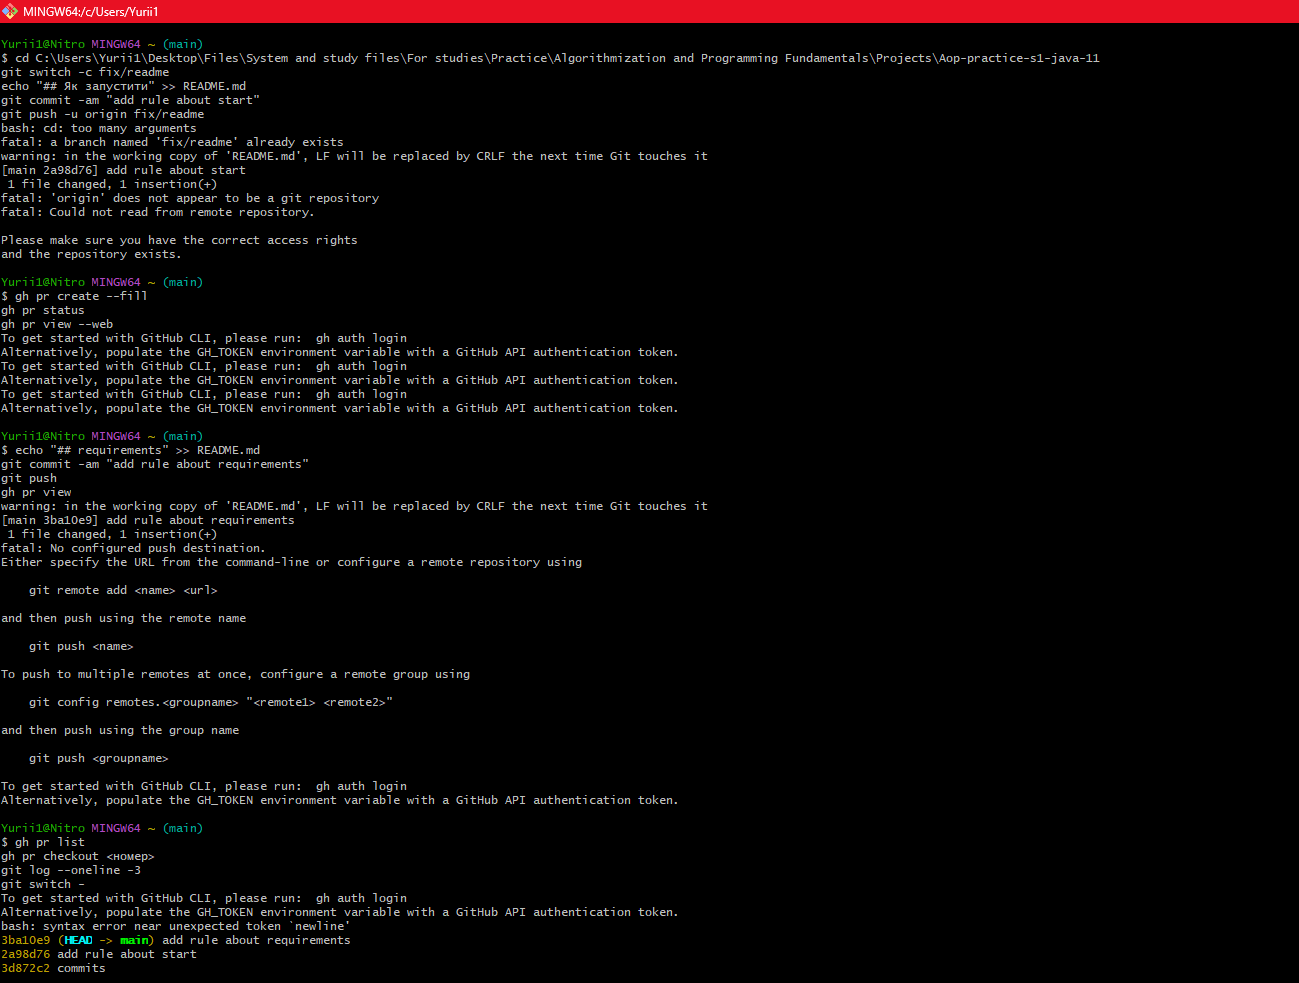 MINGW64:/c/Users/Yurii1
Yurii1@Nitro MINGW64 ~ (main)
$ cd C:\Users\Yurii1\Desktop\Files\System and study files\For studies\Practice\Algorithmization and Programming Fundamentals\Projects\Aop-practice-s1-java-11
git switch -c fix/readme
echo "## Як запустити" >> README.md
git commit -am "add rule about start"
git push -u origin fix/readme
bash: cd: too many arguments
fatal: a branch named 'fix/readme' already exists
warning: in the working copy of 'README.md', LF will be replaced by CRLF the next time Git touches it
[main 2a98d76] add rule about start
 1 file changed, 1 insertion(+)
fatal: 'origin' does not appear to be a git repository
fatal: Could not read from remote repository.

Please make sure you have the correct access rights
and the repository exists.

Yurii1@Nitro MINGW64 ~ (main)
$ gh pr create --fill
gh pr status
gh pr view --web
To get started with GitHub CLI, please run:  gh auth login
Alternatively, populate the GH_TOKEN environment variable with a GitHub API authentication token.
To get started with GitHub CLI, please run:  gh auth login
Alternatively, populate the GH_TOKEN environment variable with a GitHub API authentication token.
To get started with GitHub CLI, please run:  gh auth login
Alternatively, populate the GH_TOKEN environment variable with a GitHub API authentication token.

Yurii1@Nitro MINGW64 ~ (main)
$ echo "## requirements" >> README.md
git commit -am "add rule about requirements"
git push
gh pr view
warning: in the working copy of 'README.md', LF will be replaced by CRLF the next time Git touches it
[main 3ba10e9] add rule about requirements
 1 file changed, 1 insertion(+)
fatal: No configured push destination.
Either specify the URL from the command-line or configure a remote repository using

    git remote add <name> <url>

and then push using the remote name

    git push <name>

To push to multiple remotes at once, configure a remote group using

    git config remotes.<groupname> "<remote1> <remote2>"

and then push using the group name

    git push <groupname>

To get started with GitHub CLI, please run:  gh auth login
Alternatively, populate the GH_TOKEN environment variable with a GitHub API authentication token.

Yurii1@Nitro MINGW64 ~ (main)
$ gh pr list
gh pr checkout <номер>
git log --oneline -3
git switch -
To get started with GitHub CLI, please run:  gh auth login
Alternatively, populate the GH_TOKEN environment variable with a GitHub API authentication token.
bash: syntax error near unexpected token `newline'
3ba10e9 (HEAD -> main) add rule about requirements
2a98d76 add rule about start
3d872c2 commits